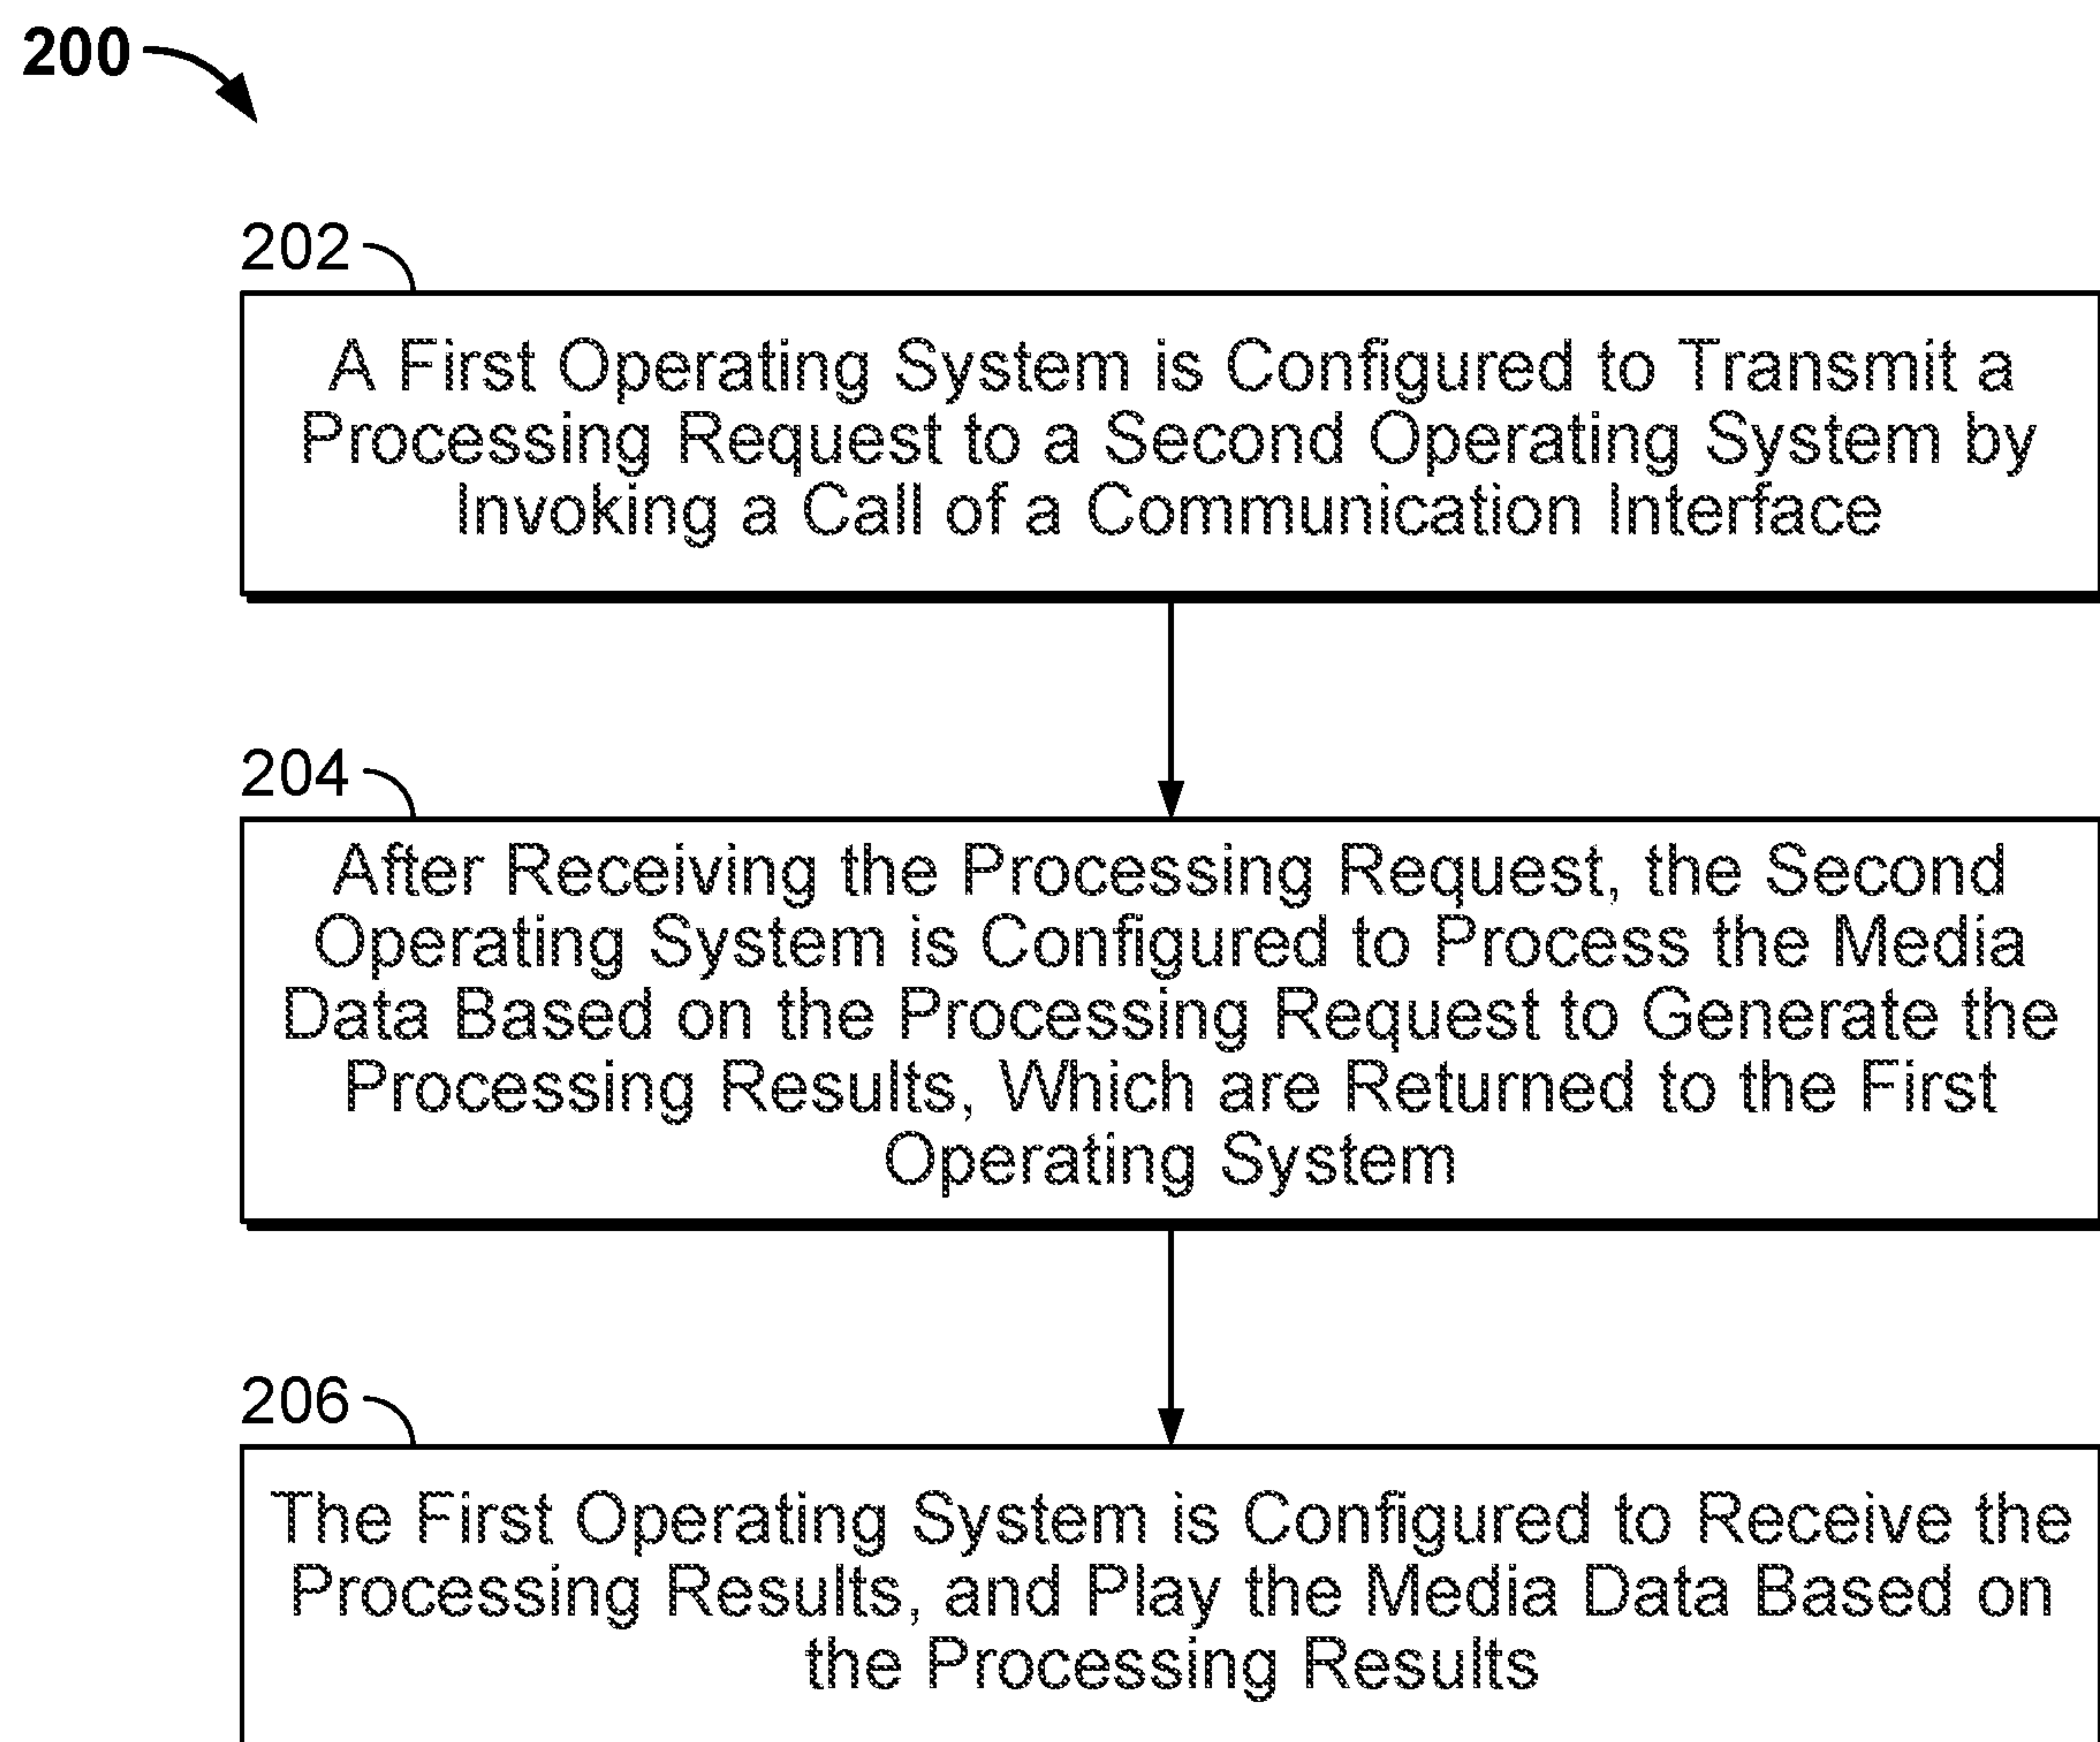 200
202
A First Operating System is Configured to Transmit a
Processing Request to a Second Operating System by
Invoking a Call of a Communication Interface
204
After Receiving the Processing Request, the Second
Operating System is Configured to Process the Media
Data Based on the Processing Request to Generate the
Processing Results, Which are Returned to the First
Operating System
206
The First Operating System is Configured to Receive the
Processing Results, and Play the Media Data Based on
the Processing Results